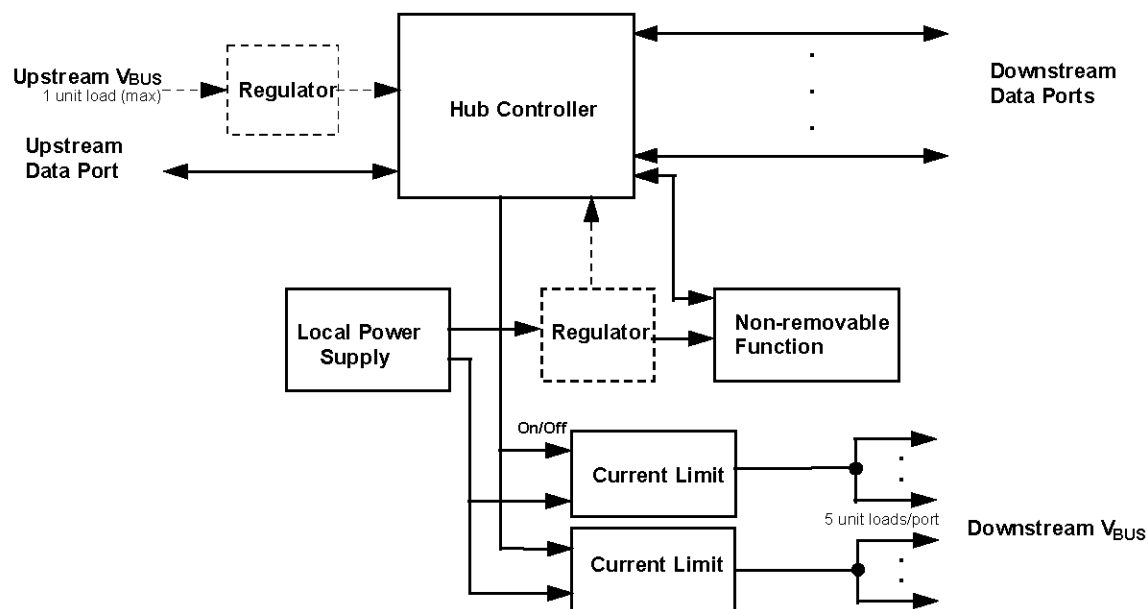 Upstream VBUS
1 unit load (max)
Regulator
Hub Controller
Downstream
Data Ports
Upstream
Data Port
Local Power
Supply
Regulator
Non-removable
Function
On/Off
Current Limit
5 unit loads/port
Downstream VBUS
Current Limit